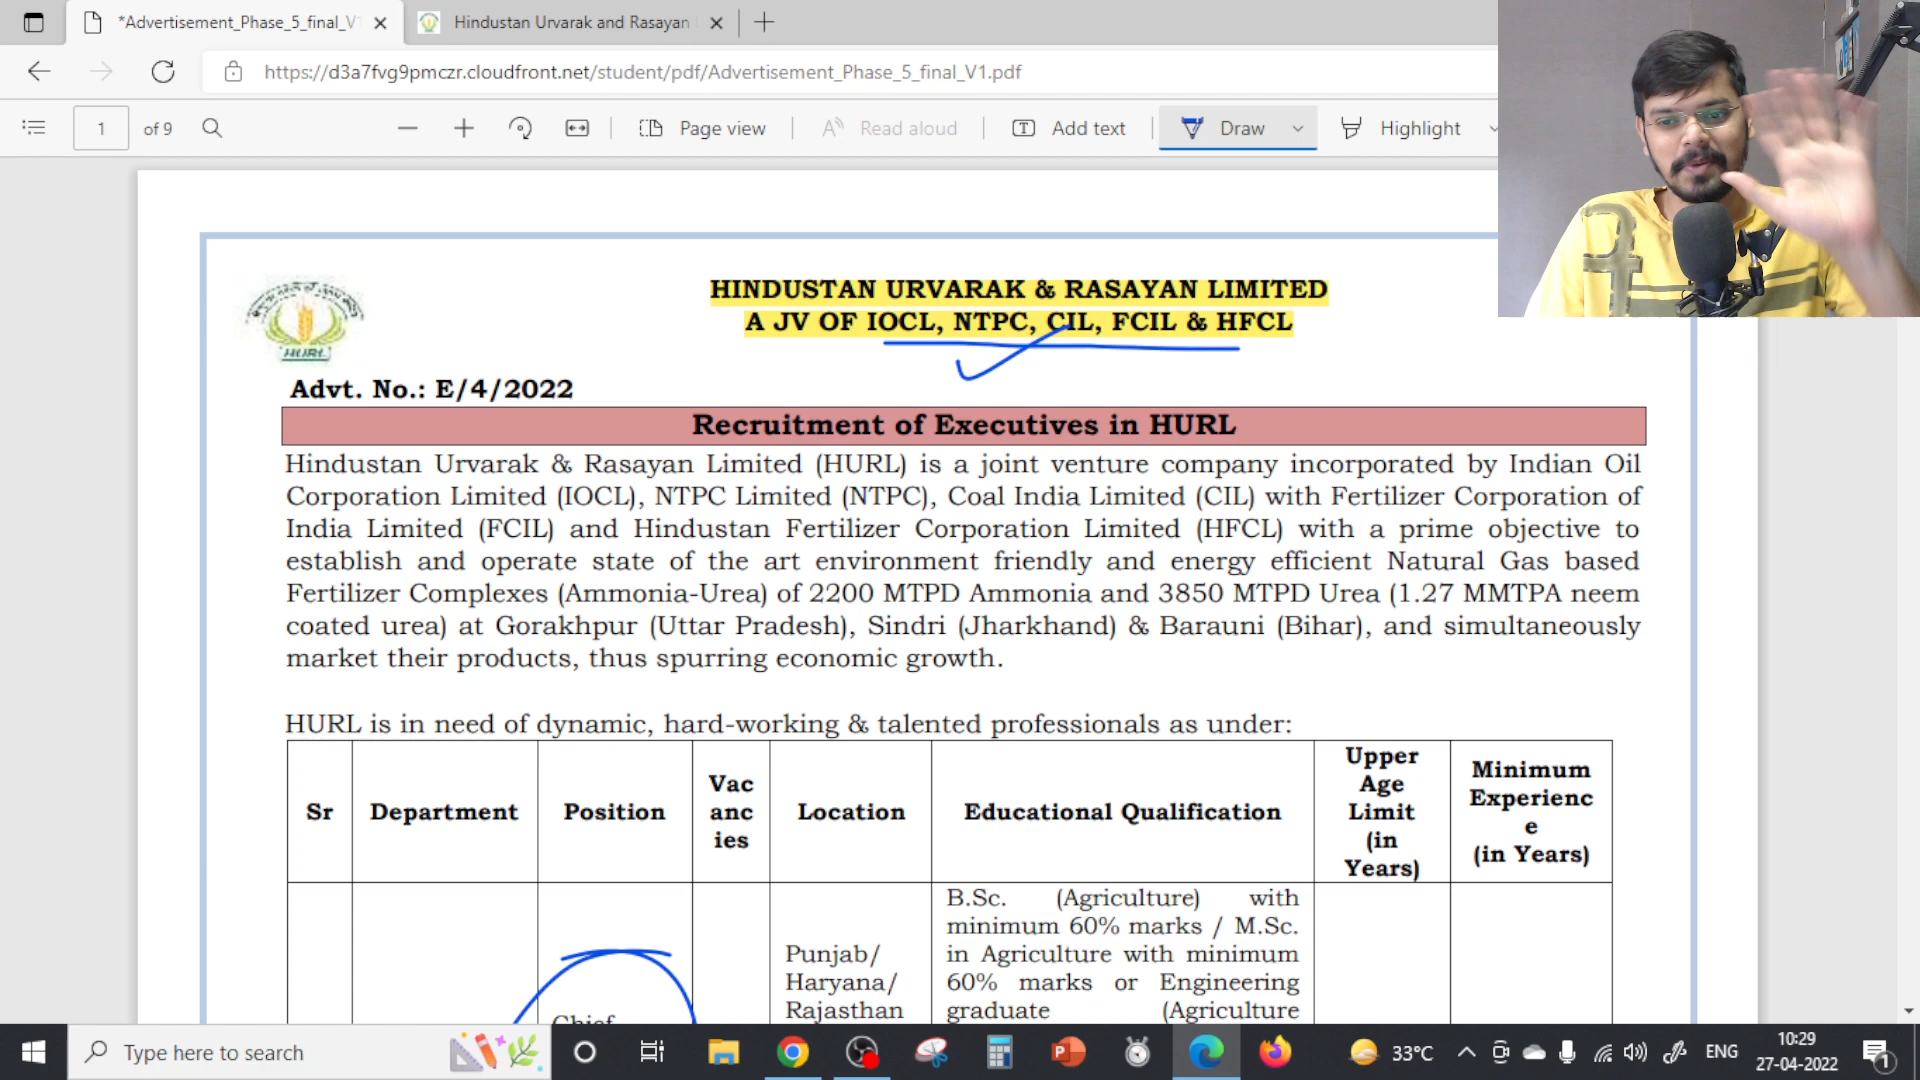 *Advertisement_Phase_5_final_V1
Hindustan Urvarak and Rasayan
https://d3a7fvg9pmczr.cloudfront.net/student/pdf/Advertisement_Phase_5_final_V1.pdf
1 of 9
Page view
Read aloud
Add text
Draw
Highlight
HURL
HINDUSTAN URVARAK & RASAYAN LIMITED
A JV OF IOCL, NTPC, CIL, FCIL & HFCL
Advt. No.: E/4/2022
Recruitment of Executives in HURL
Hindustan Urvarak & Rasayan Limited (HURL) is a joint venture company incorporated by Indian Oil
Corporation Limited (IOCL), NTPC Limited (NTPC), Coal India Limited (CIL) with Fertilizer Corporation of
India Limited (FCIL) and Hindustan Fertilizer Corporation Limited (HFCL) with a prime objective to
establish and operate state of the art environment friendly and energy efficient Natural Gas based
Fertilizer Complexes (Ammonia-Urea) of 2200 MTPD Ammonia and 3850 MTPD Urea (1.27 MMTPA neem
coated urea) at Gorakhpur (Uttar Pradesh), Sindri (Jharkhand) & Barauni (Bihar), and simultaneously
market their products, thus spurring economic growth.
HURL is in need of dynamic, hard-working & talented professionals as under:
Sr
Department
Position
Vac
anc
ies
Location
Educational Qualification
Upper
Age
Limit
(in
Years)
Minimum
Experienc
e
(in Years)
Chief
Punjab/
Haryana/
Rajasthan
B.Sc. (Agriculture) with
minimum 60% marks / M.Sc.
in Agriculture with minimum
60% marks or Engineering
graduate (Agriculture
Type here to search
33°C
ENG
10:29
27-04-2022
1